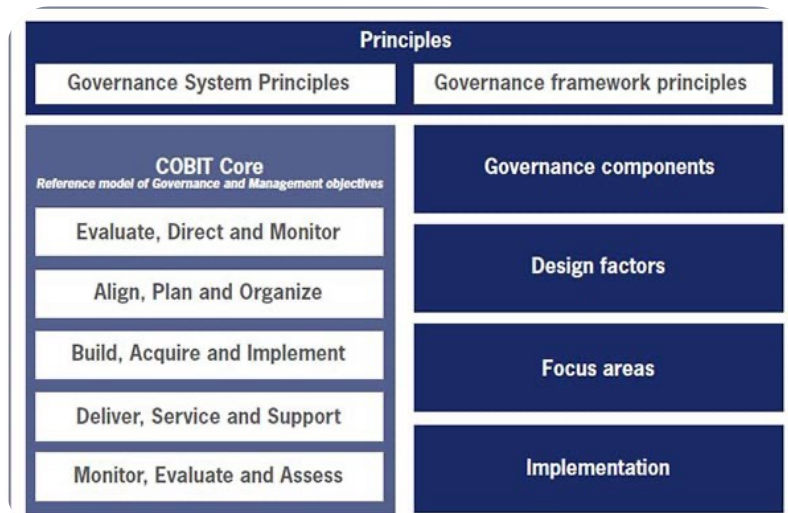 Principles
Governance System Principles
Governance framework principles
COBIT Core
Reference model of Governance and Management objectives
Evaluate, Direct and Monitor
Align, Plan and Organize
Build, Acquire and Implement
Deliver, Service and Support
Monitor, Evaluate and Assess
Governance components
Design factors
Focus areas
Implementation